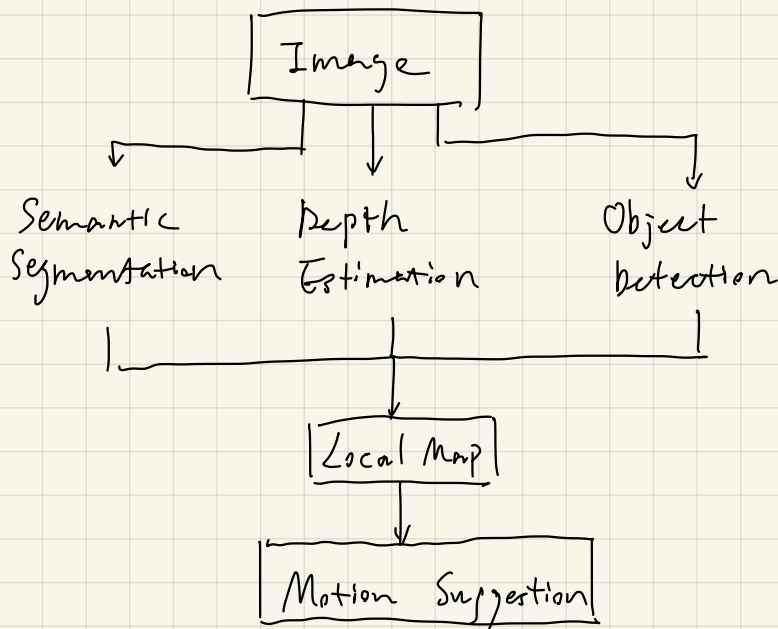 Image
Semantic
Segmentation
Depth
Estimation
Object
Detection
Local Map
Motion Suggestion